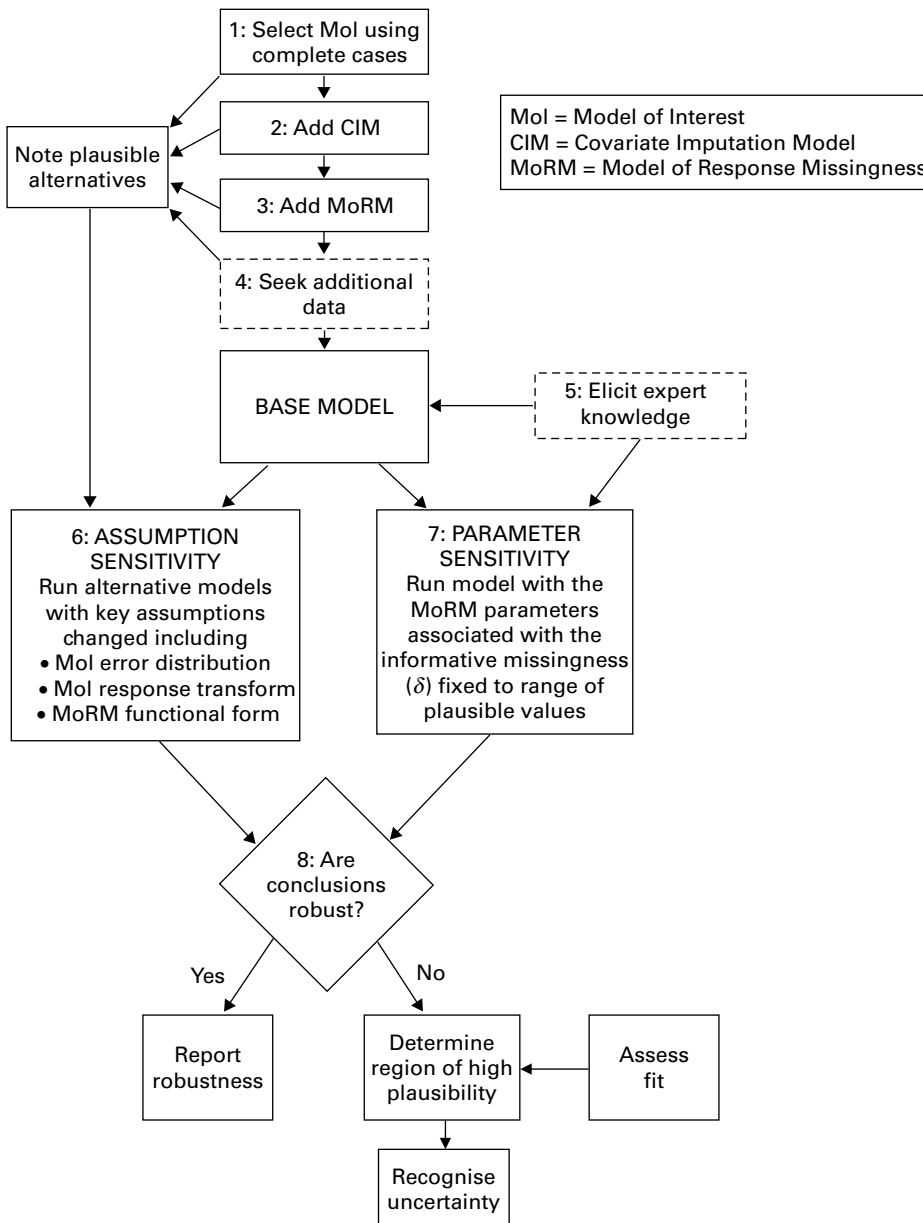 1: Select MoI using
complete cases
2: Add CIM
Note plausible
alternatives
3: Add MoRM
4: Seek additional
data
MoI = Model of Interest
CIM = Covariate Imputation Model
MoRM = Model of Response Missingness
BASE MODEL
5: Elicit expert
knowledge
6: ASSUMPTION
SENSITIVITY
Run alternative models
with key assumptions
changed including
• MoI error distribution
• MoI response transform
• MoRM functional form
7: PARAMETER
SENSITIVITY
Run model with the
MoRM parameters
associated with the
informative missingness
(δ) fixed to range of
plausible values
8: Are
conclusions
robust?
Yes
No
Report
robustness
Determine
region of high
plausibility
Assess
fit
Recognise
uncertainty